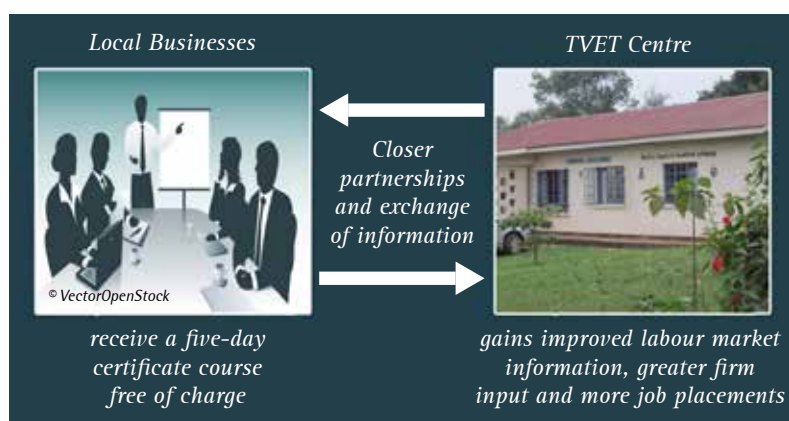 Local Businesses
TVET Centre
Closer
partnerships
and exchange
of information
© VectorOpenStock
receive a five-day
certificate course
free of charge
gains improved labour market
information, greater firm
input and more job placements